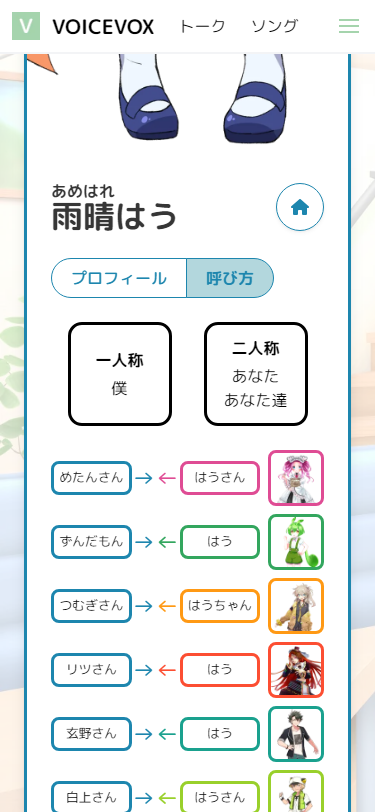 V VOICEVOX トーク ソング
あめはれ
雨晴はう
プロフィール 呼び方
一人称
僕
二人称
あなた
あなた達
めたんさん → ← はうさん
ずんだもん → ← はう
つむぎさん → ← はうちゃん
リツさん → ← はう
玄野さん → ← はう
白上さん → ← はうさん